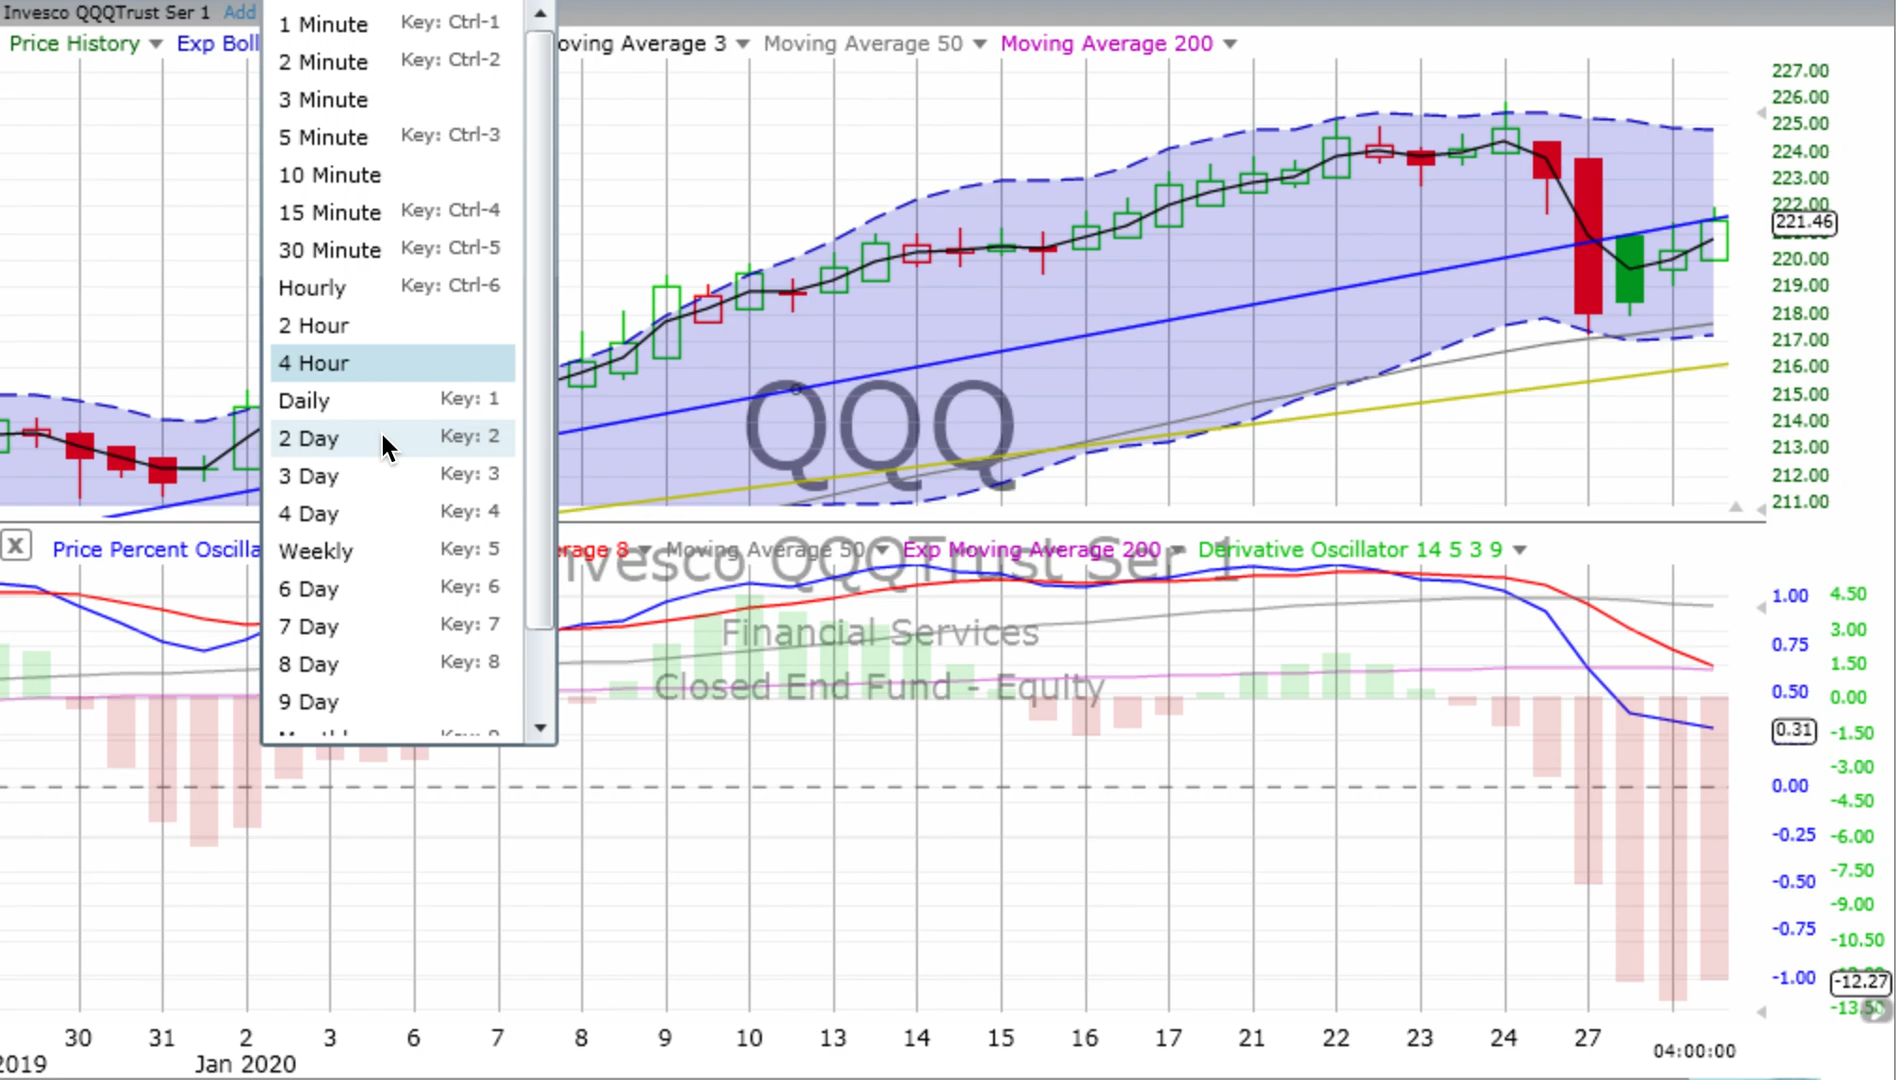 Invesco QQQTrust Ser 1 Add
Price History Exp Boll oving Average 3 Moving Average 50 Moving Average 200
1 Minute Key: Ctrl-1
2 Minute Key: Ctrl-2
3 Minute
5 Minute Key: Ctrl-3
10 Minute
15 Minute Key: Ctrl-4
30 Minute Key: Ctrl-5
Hourly Key: Ctrl-6
2 Hour
4 Hour
Daily Key: 1
2 Day Key: 2
3 Day Key: 3
4 Day Key: 4
Weekly Key: 5
6 Day Key: 6
7 Day Key: 7
8 Day Key: 8
9 Day
227.00
226.00
225.00
224.00
223.00
222.00
221.46
220.00
219.00
218.00
217.00
216.00
215.00
214.00
213.00
212.00
211.00
QQQ
X Price Percent Oscilla erage 8 Moving Average 50 Exp Moving Average 200 Derivative Oscillator 14 5 3 9
nvesco QQQTrust Ser 1
Financial Services
Closed End Fund - Equity
1.00
0.75
0.50
0.31
0.00
-0.25
-0.50
-0.75
-1.00
4.50
3.00
1.50
0.00
-1.50
-3.00
-4.50
-6.00
-7.50
-9.00
-10.50
-12.27
30 31 2 3 6 7 8 9 10 13 14 15 16 17 21 22 23 24 27
2019 Jan 2020 04:00:00